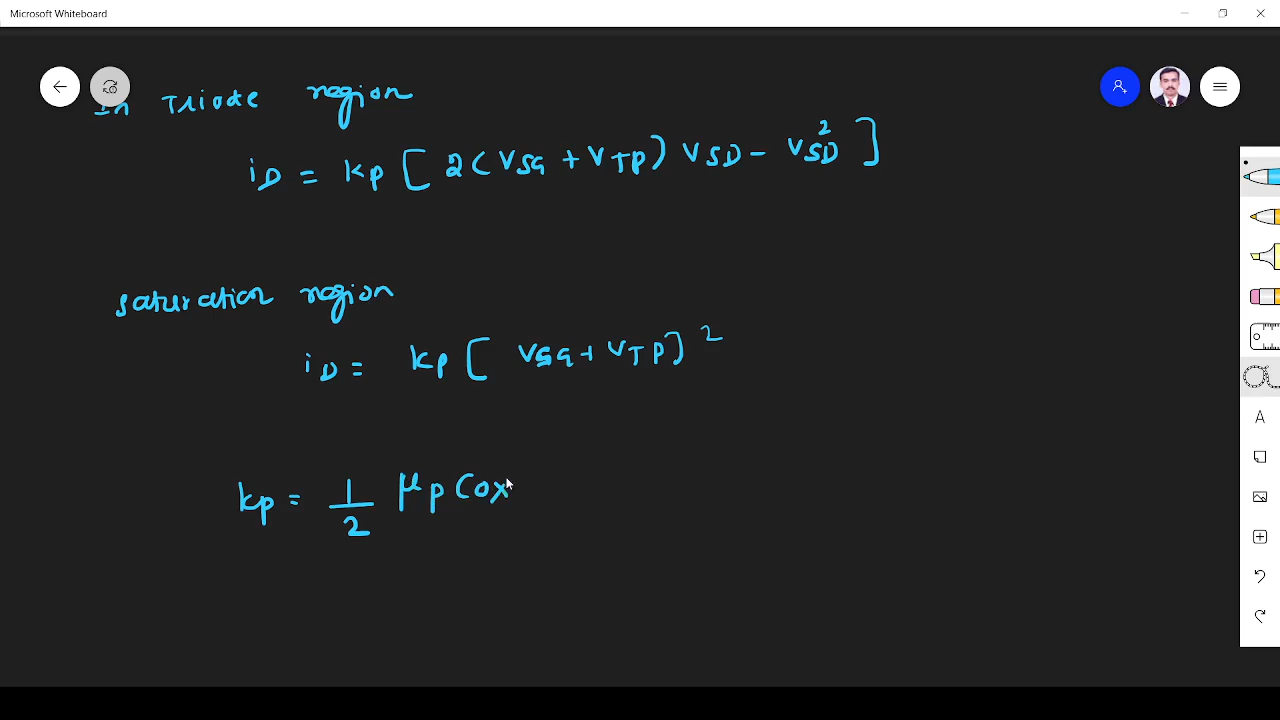 Microsoft Whiteboard
In Triode region
iD = kp [ 2(VSG + VTP) VSD - VSD² ]
Saturation region
iD = kp [ VSG + VTP ]²
kp = 1/2 μp Cox
A